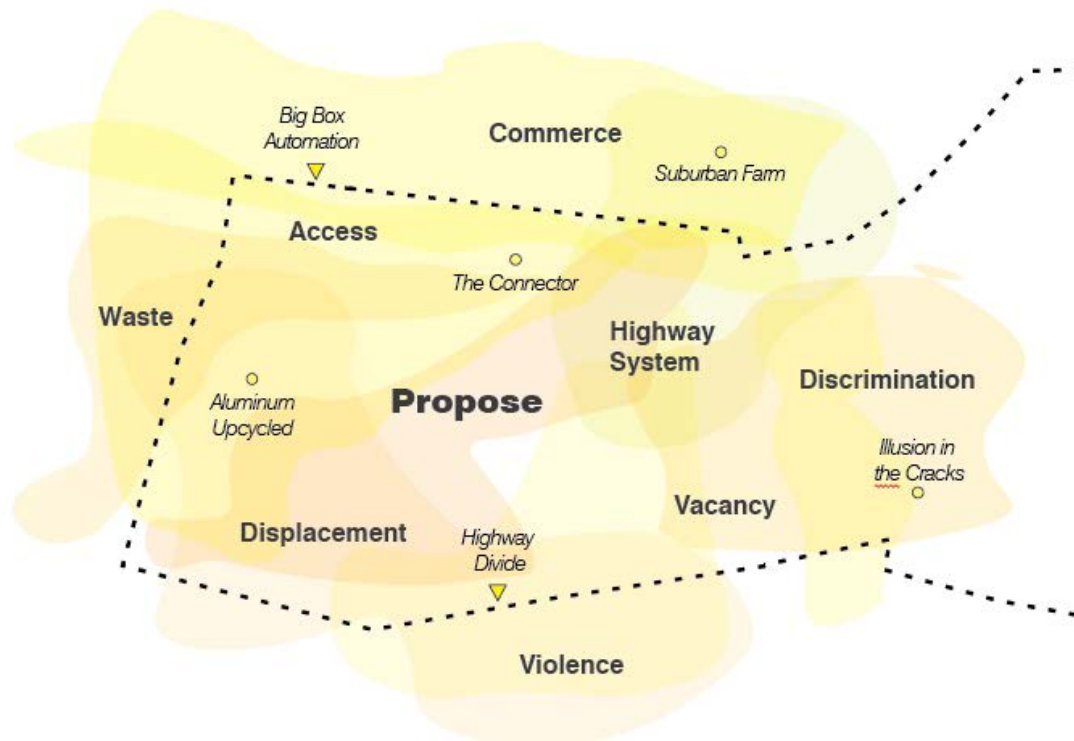 Big Box
Automation
Commerce
Suburban Farm
Access
The Connector
Waste
Highway
System
Discrimination
Aluminum
Upcycled
Propose
Illusion in
the Cracks
Vacancy
Displacement
Highway
Divide
Violence